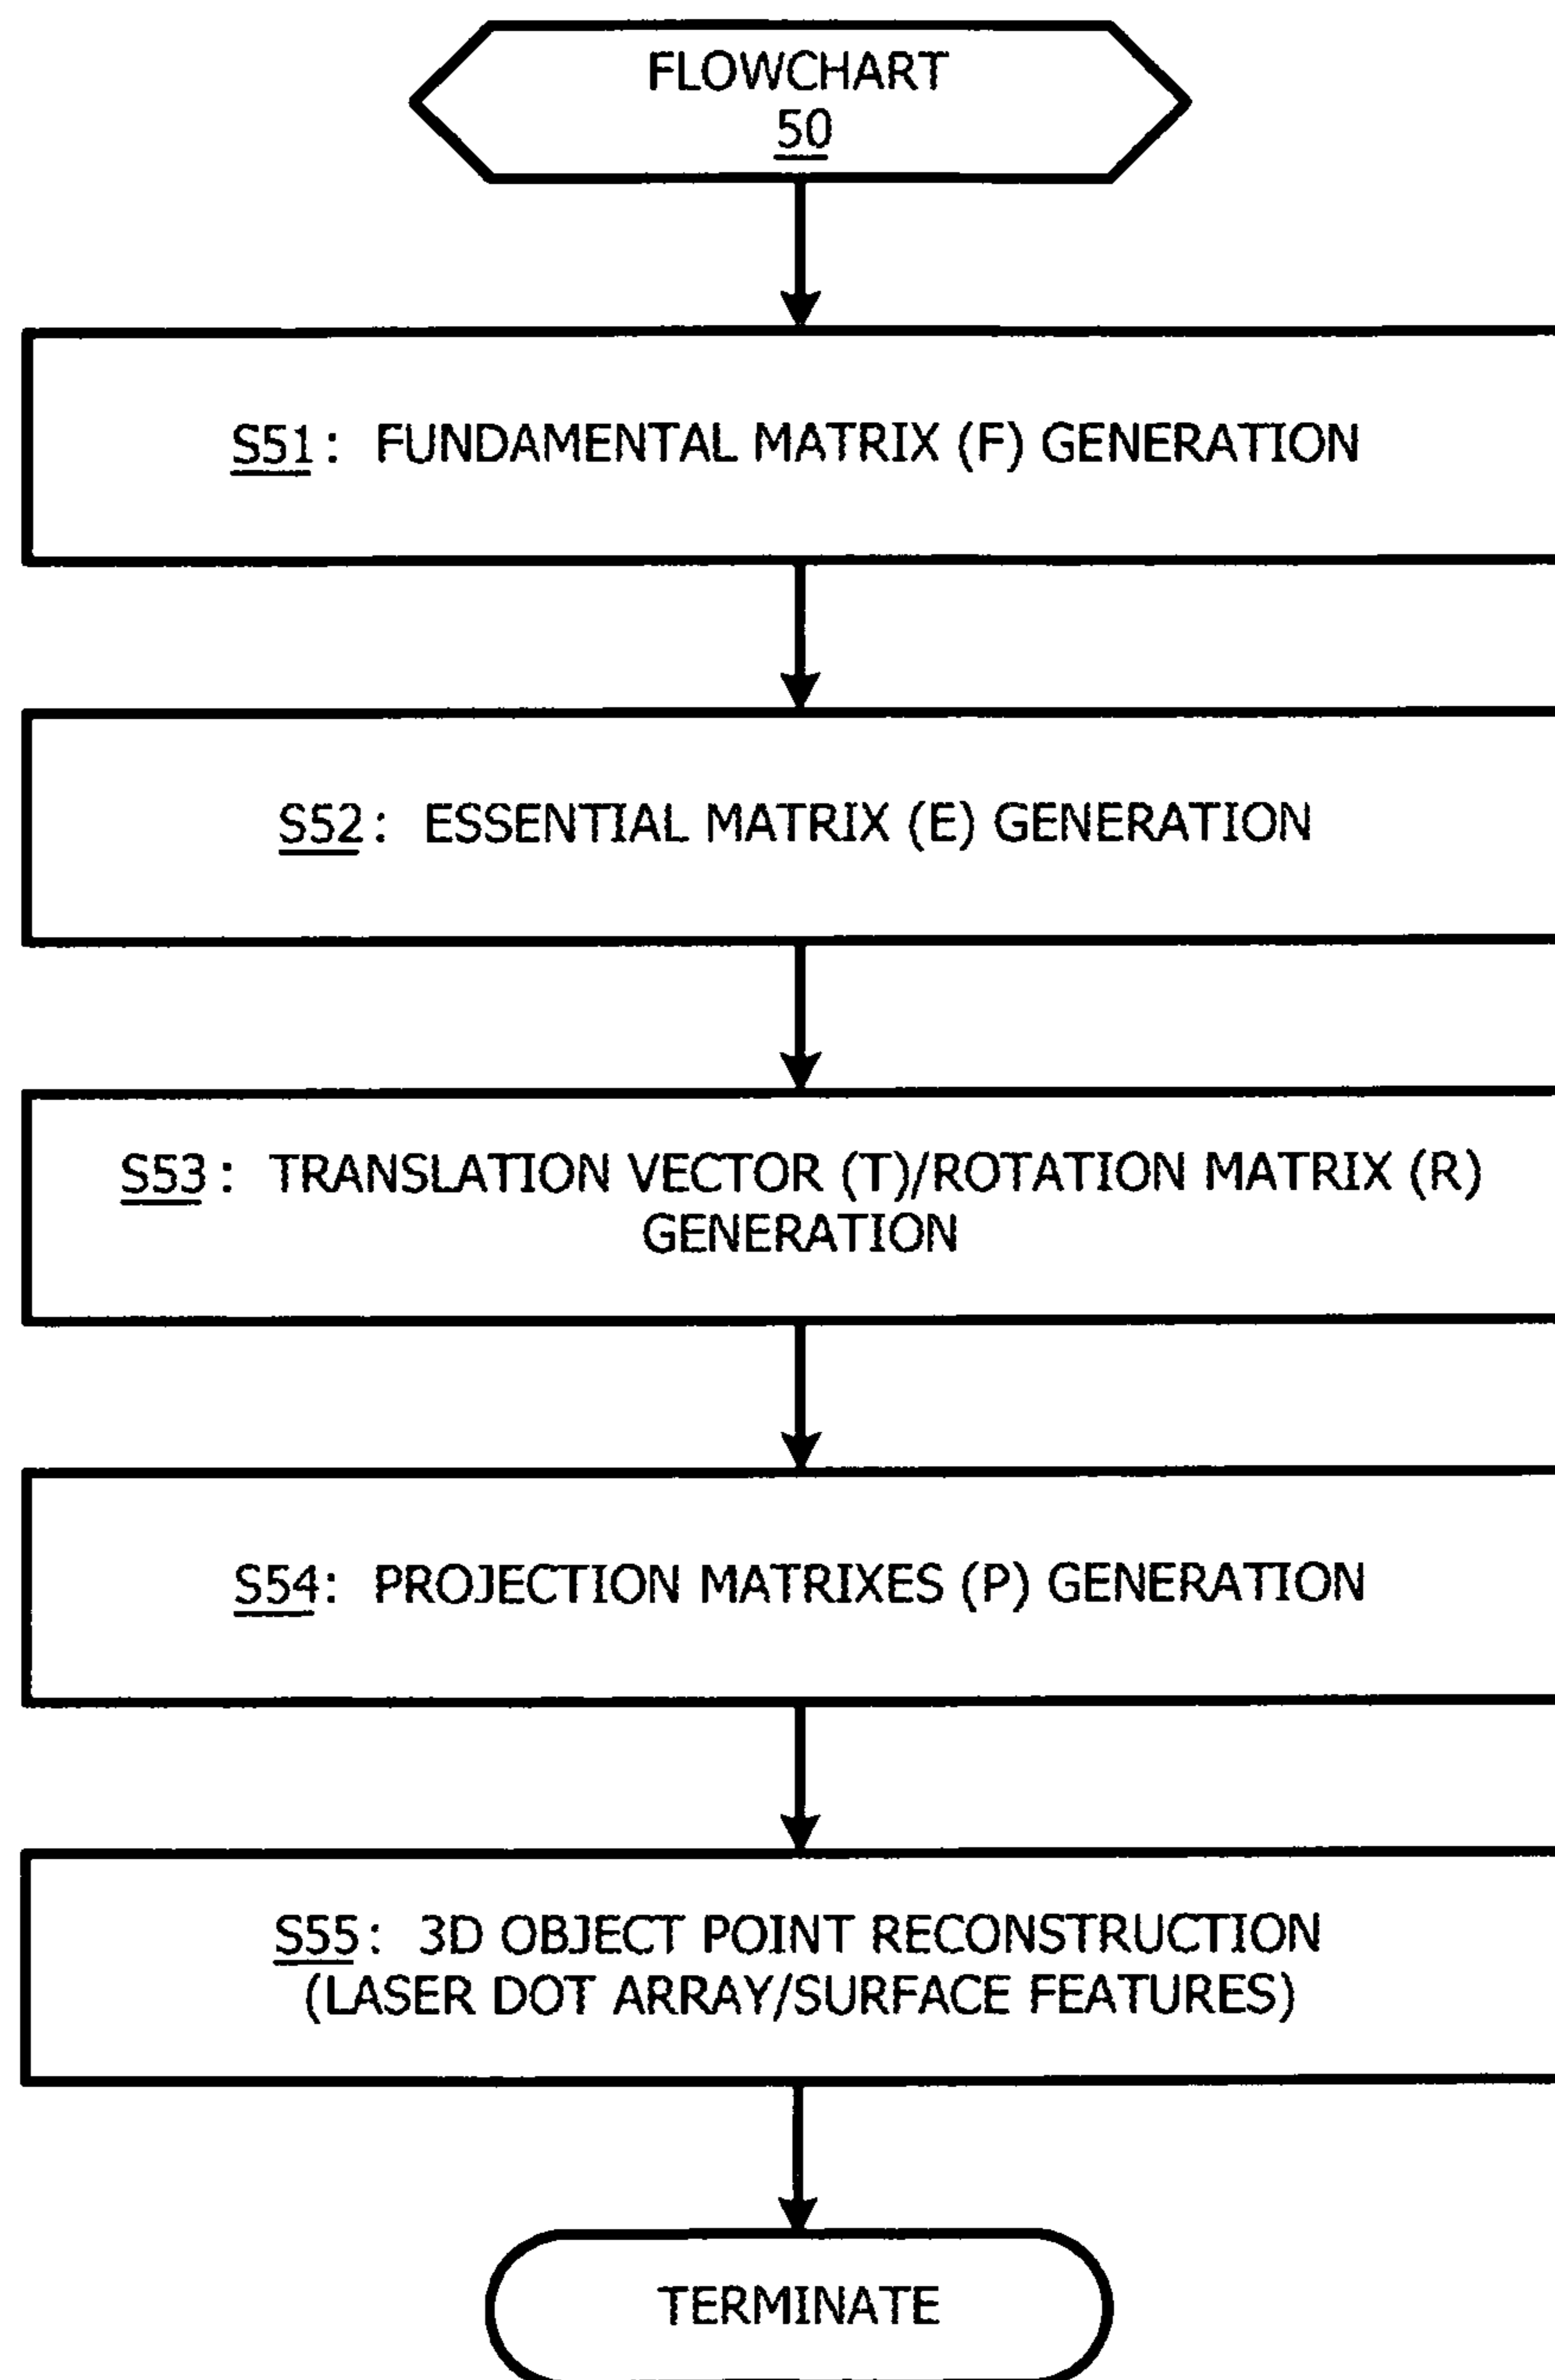 FLOWCHART
50
S51: FUNDAMENTAL MATRIX (F) GENERATION
S52: ESSENTIAL MATRIX (E) GENERATION
S53: TRANSLATION VECTOR (T)/ROTATION MATRIX (R)
GENERATION
S54: PROJECTION MATRIXES (P) GENERATION
S55: 3D OBJECT POINT RECONSTRUCTION
(LASER DOT ARRAY/SURFACE FEATURES)
TERMINATE